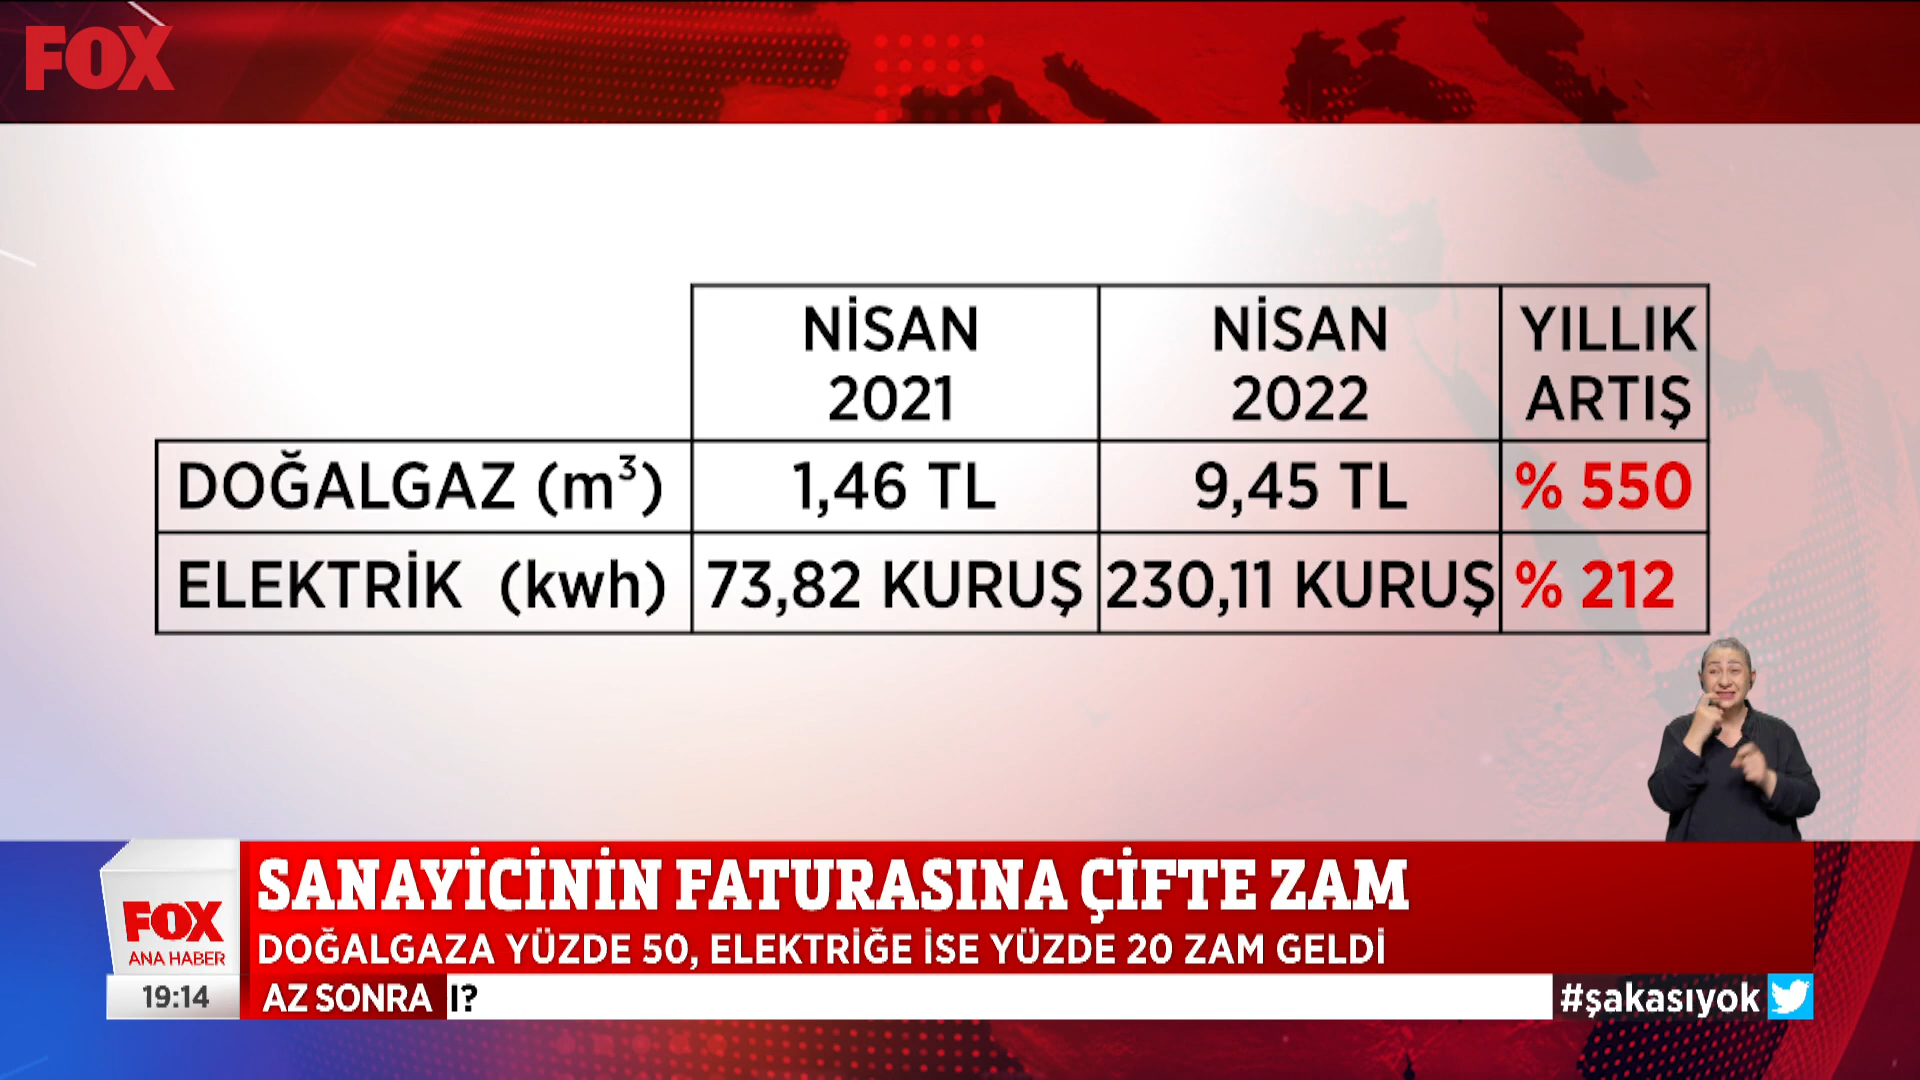 FOX
NİSAN 2021
NİSAN 2022
YILLIK ARTIŞ
DOĞALGAZ (m³) 1,46 TL 9,45 TL % 550
ELEKTRİK (kwh) 73,82 KURUŞ 230,11 KURUŞ % 212
SANAYİCİNİN FATURASINA ÇİFTE ZAM
FOX
ANA HABER
DOĞALGAZA YÜZDE 50, ELEKTRİĞE İSE YÜZDE 20 ZAM GELDİ
19:14 AZ SONRA I? #şakasıyok